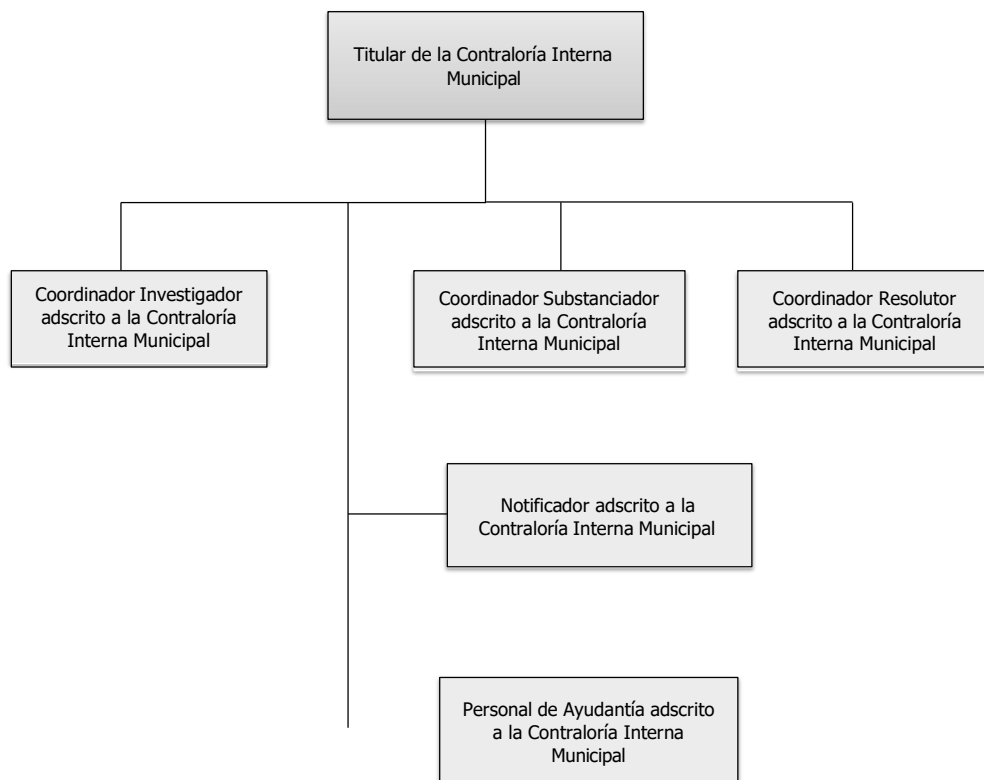 Titular de la Contraloría Interna
Municipal
Coordinador Investigador
adscrito a la Contraloría
Interna Municipal
Coordinador Substanciador
adscrito a la Contraloría
Interna Municipal
Coordinador Resolutor
adscrito a la Contraloría
Interna Municipal
Notificador adscrito a la
Contraloría Interna Municipal
Personal de Ayudantía adscrito
a la Contraloría Interna
Municipal